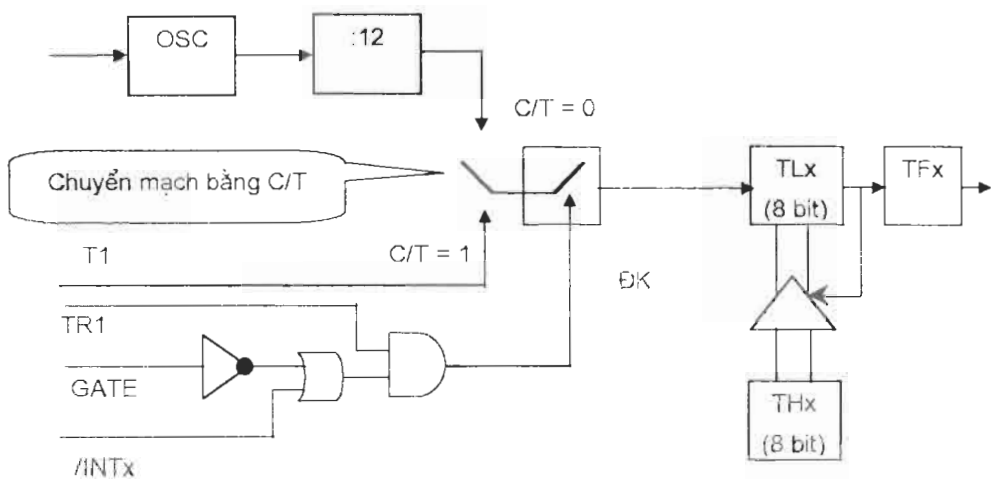 OSC
:12
C/T = 0
Chuyển mạch bằng C/T
TLx
(8 bit)
TFx
T1
C/T = 1
ĐK
TR1
GATE
THx
(8 bit)
/INTx